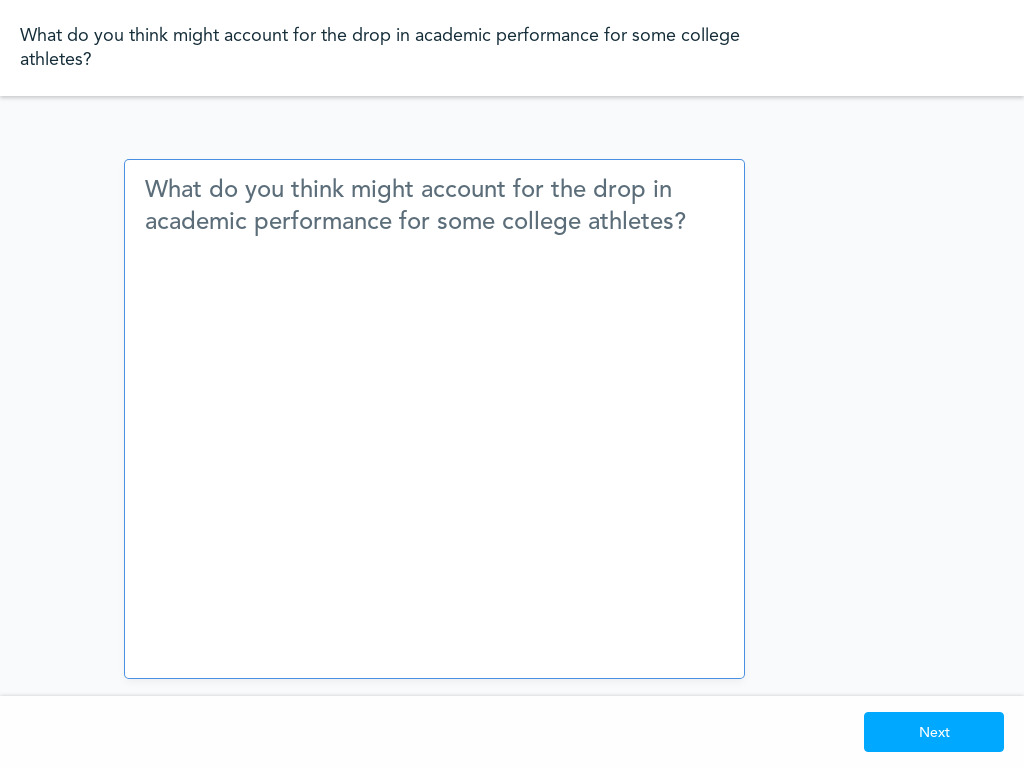 What do you think might account for the drop in academic performance for some college
athletes?
What do you think might account for the drop in
academic performance for some college athletes?
Next